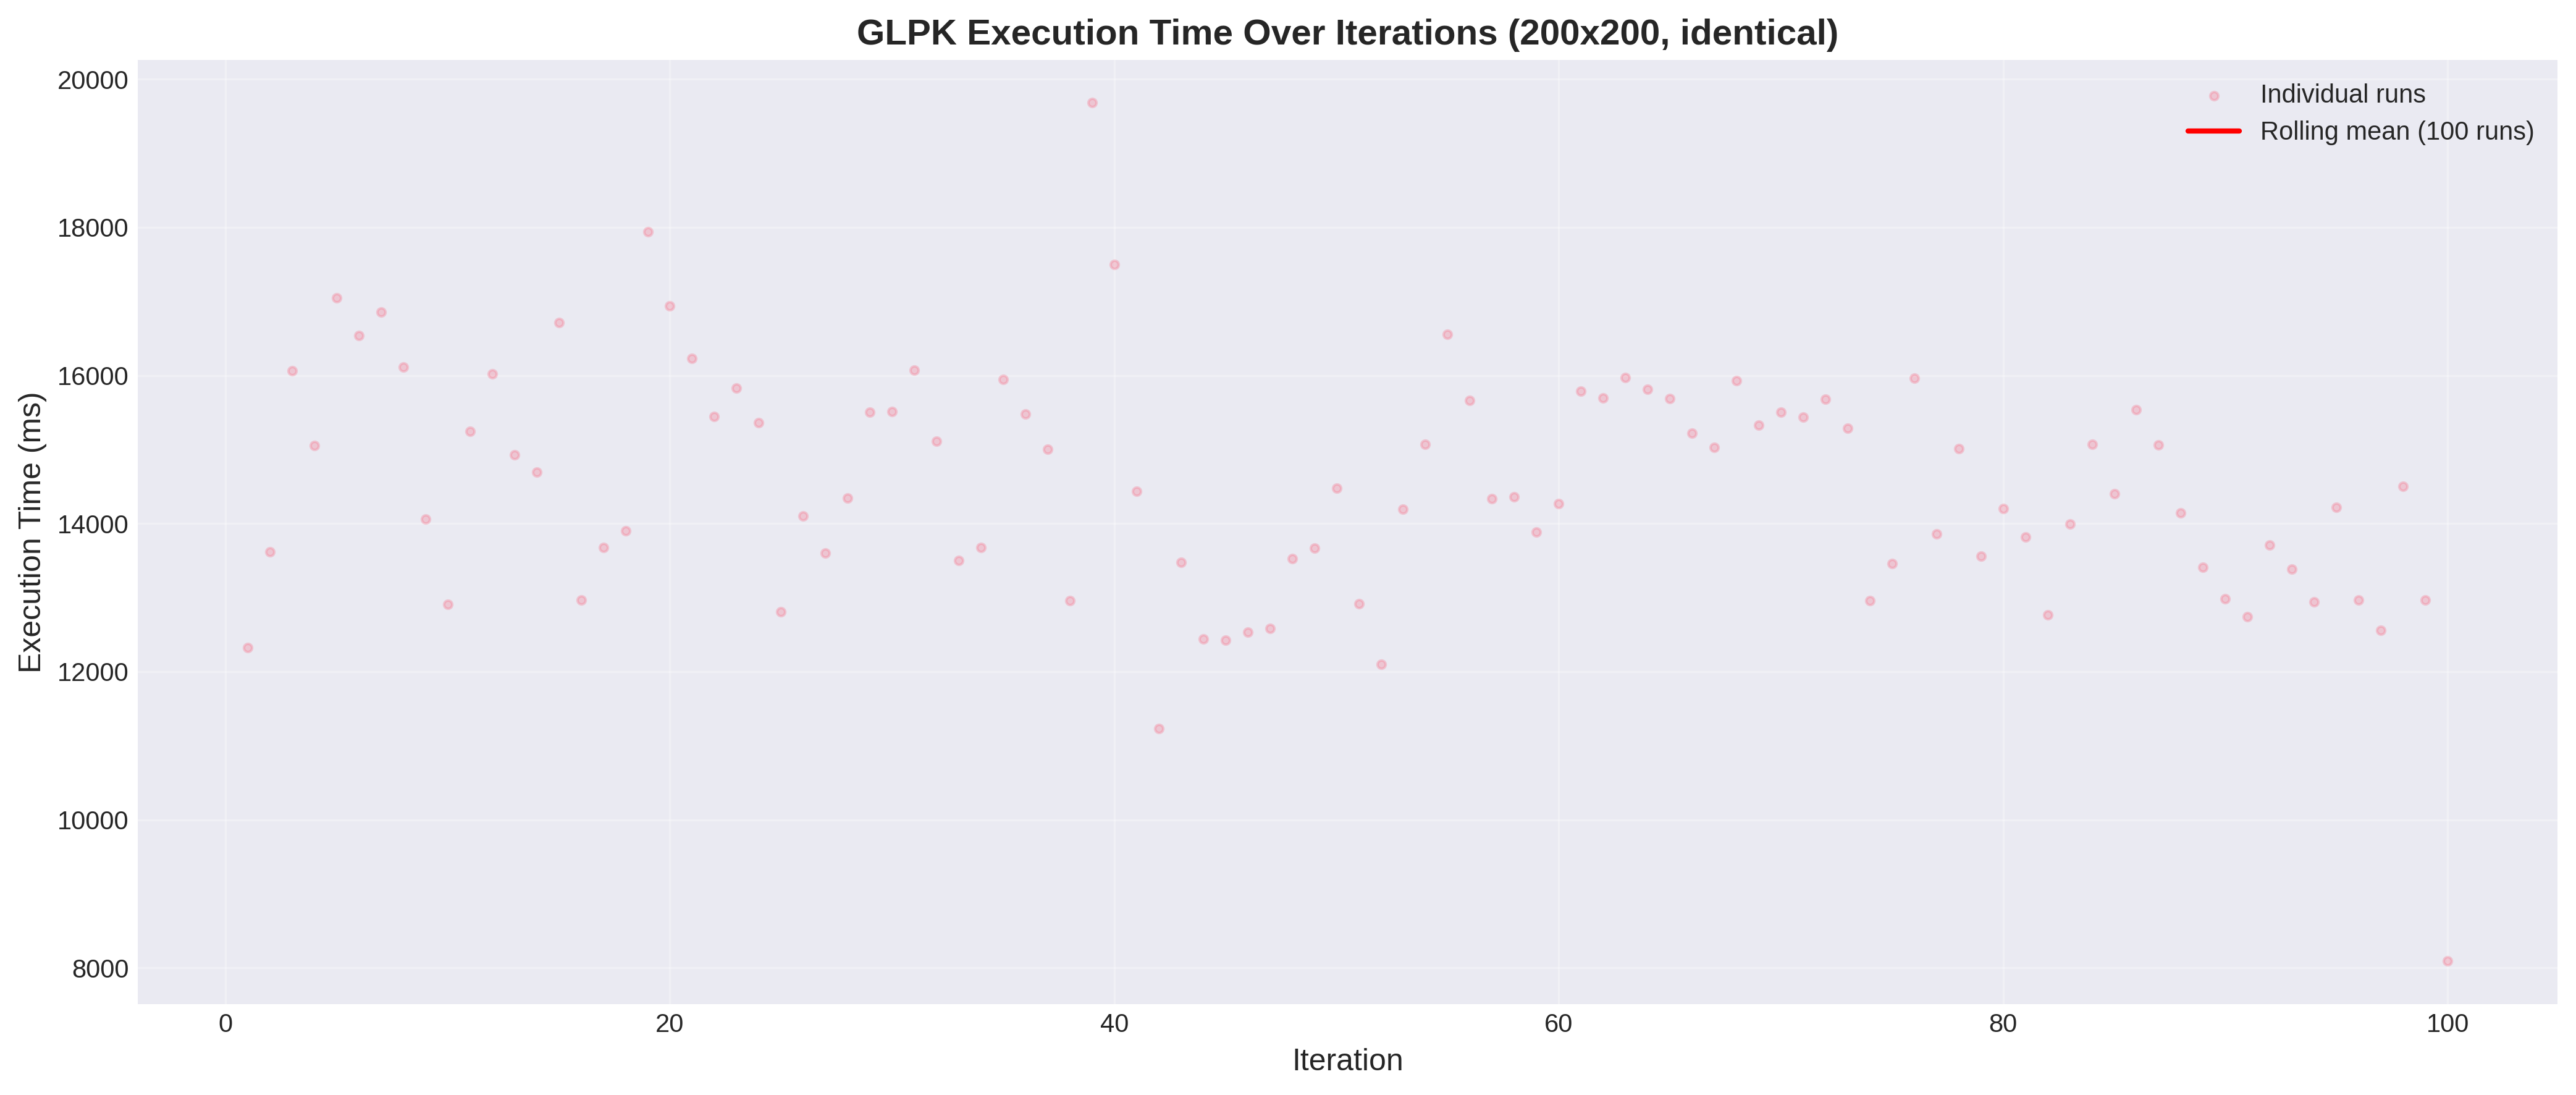 GLPK Execution Time Over Iterations (200x200, identical)
Individual runs
Rolling mean (100 runs)
Execution Time (ms)
20000
18000
16000
14000
12000
10000
8000
0 20 40 60 80 100
Iteration